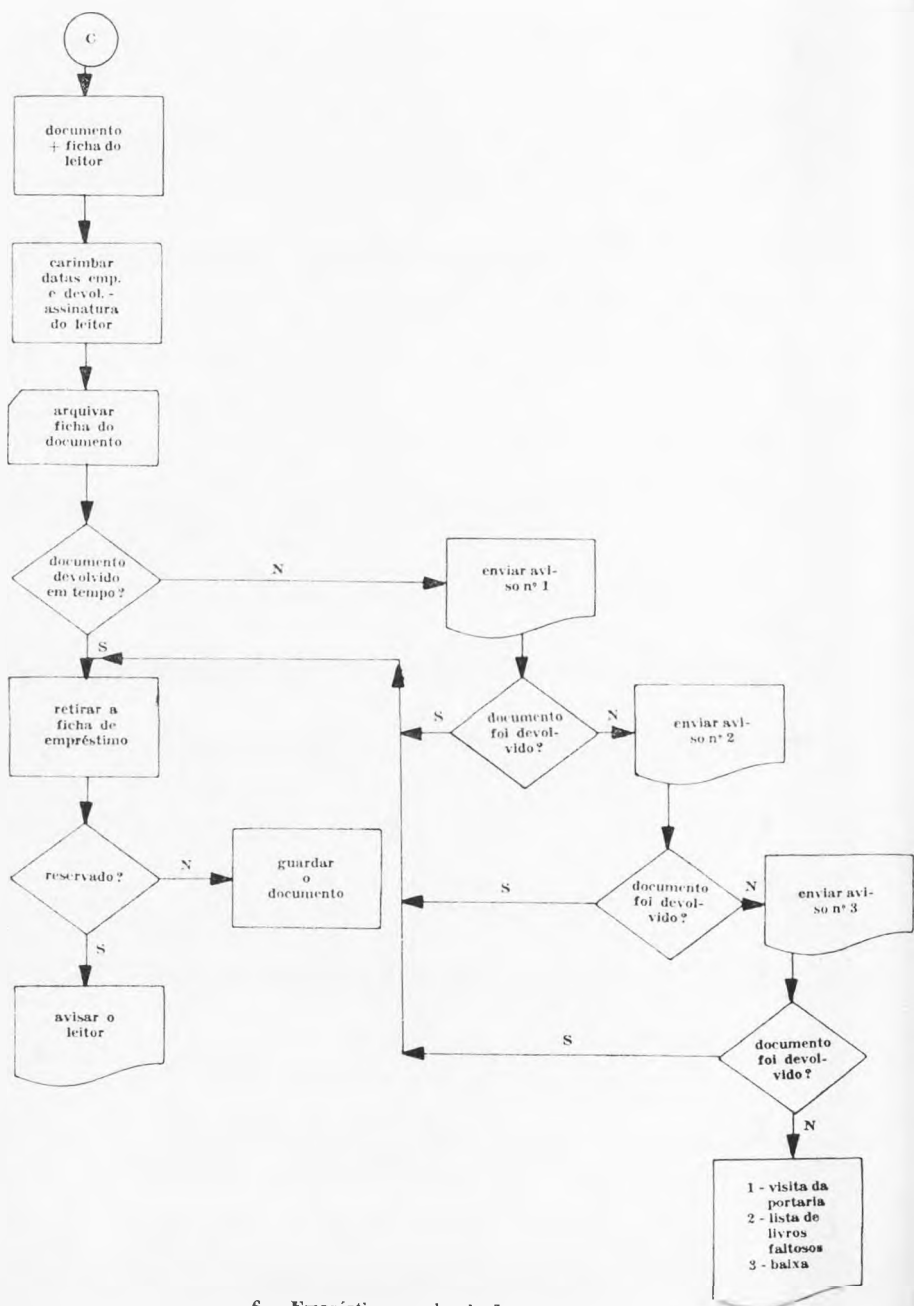 C
documento
+ ficha do
leitor
carimbar
datas emp.
e devol. -
assinatura
do leitor
arquivar
ficha do
documento
documento
devolvido
em tempo?
N
S
enviar avi-
so n° 1
documento
foi devol-
vido?
S
N
enviar avi-
so n° 2
documento
foi devol-
vido?
S
N
enviar avi-
so n° 3
documento
foi devol-
vido?
S
N
1 - visita da
portaria
2 - lista de
livros
faltosos
3 - baixa
retirar a
ficha de
empréstimo
reservado?
N
guardar
o
documento
S
avisar o
leitor